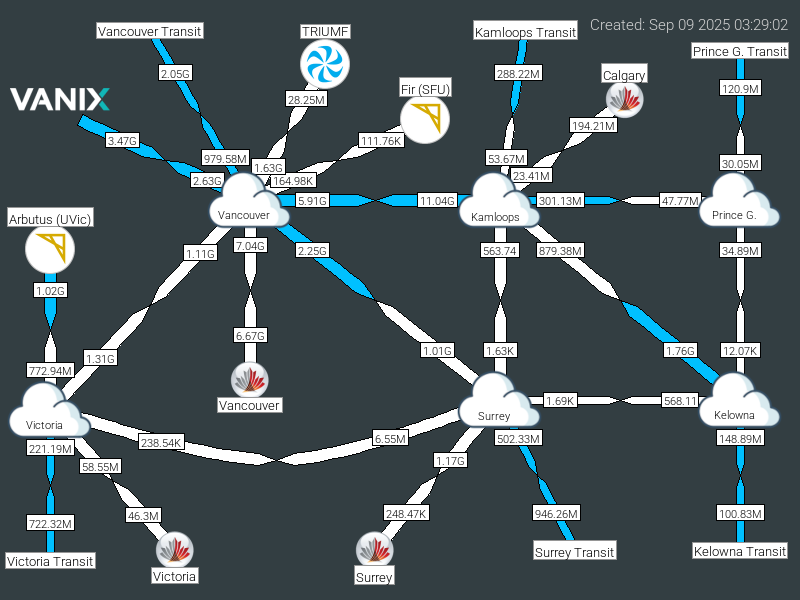 Created: Sep 09 2025 03:29:02
Vancouver Transit
TRIUMF
Kamloops Transit
Prince G. Transit
2.05G
288.22M
Calgary
Fir (SFU)
120.9M
VANIX
28.25M
194.21M
3.47G
111.76K
979.58M
1.63G
53.67M
30.05M
2.63G
164.98K
23.41M
5.91G
11.04G
301.13M
47.77M
Vancouver
Kamloops
Prince G.
Arbutus (UVic)
1.11G
7.04G
2.25G
563.74
879.38M
34.89M
1.02G
6.67G
1.31G
1.01G
1.63K
1.76G
12.07K
772.94M
Vancouver
1.69K
568.11
Victoria
Surrey
Kelowna
238.54K
6.55M
221.19M
502.33M
148.89M
58.55M
1.17G
722.32M
46.3M
248.47K
946.26M
100.83M
Victoria Transit
Victoria
Surrey
Surrey Transit
Kelowna Transit